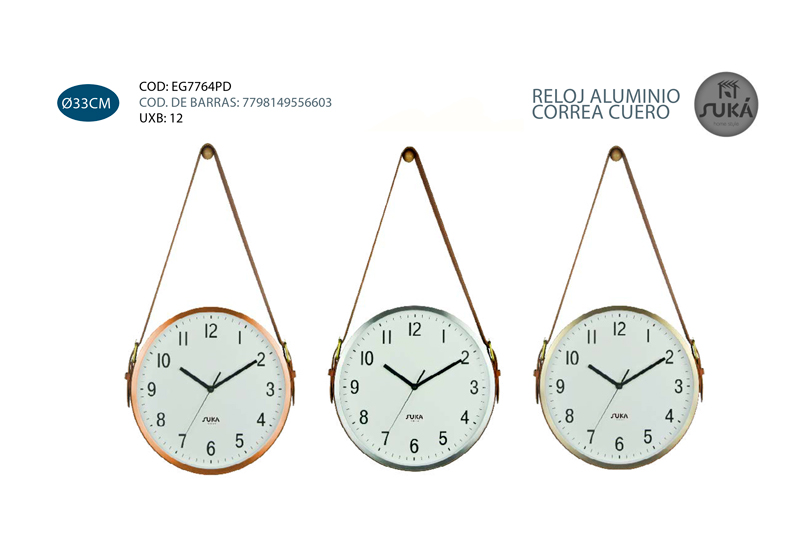 Ø33CM
COD: EG7764PD
COD. DE BARRAS: 7798149556603
UXB: 12
RELOJ ALUMINIO
CORREA CUERO
SUKÁ
12
11 1
10 2
9 3
8 4
7 5
6
SUKA
12
11 1
10 2
9 3
8 4
7 5
6
SUKA
12
11 1
10 2
9 3
8 4
7 5
6
SUKA